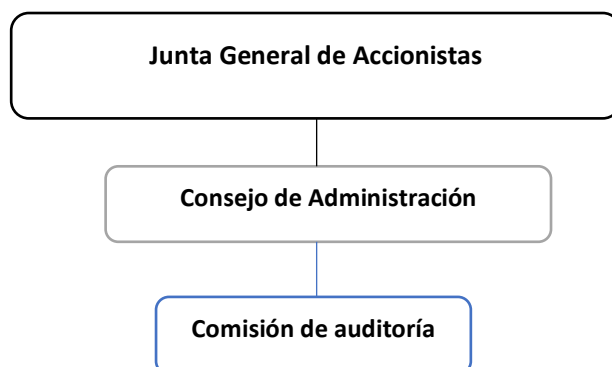 Junta General de Accionistas
Consejo de Administración
Comisión de auditoría